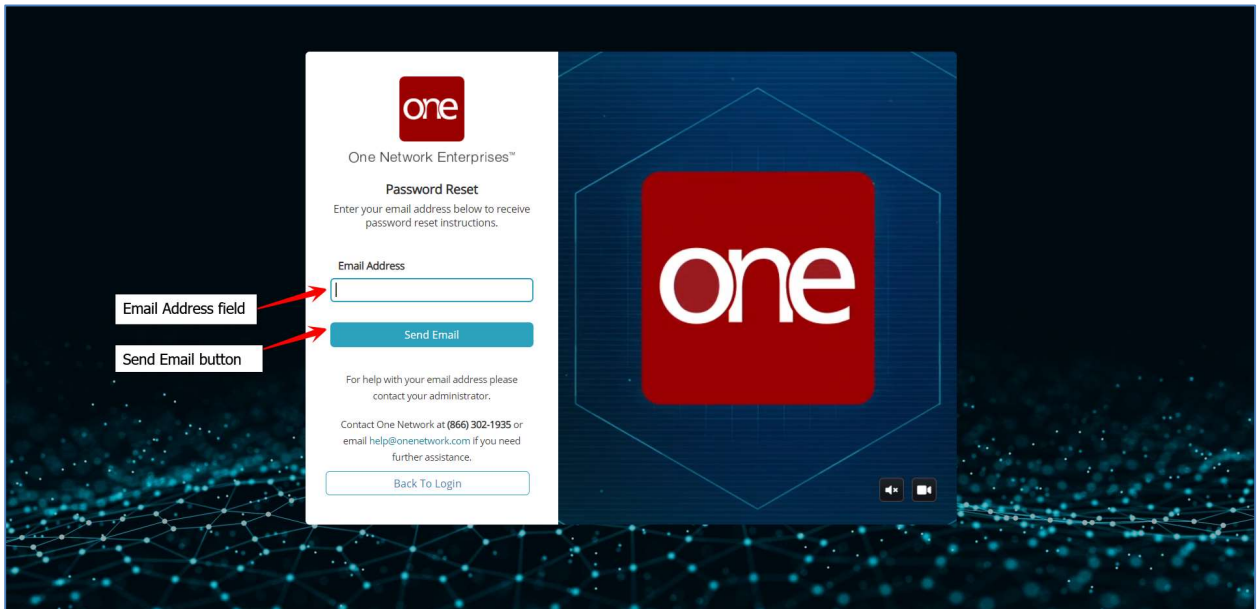 one
One Network Enterprises™
Password Reset
Enter your email address below to receive
password reset instructions.
Email Address
Email Address field
Send Email
Send Email button
For help with your email address please
contact your administrator.
Contact One Network at (866) 302-1935 or
email help@onenetwork.com if you need
further assistance.
Back To Login
one